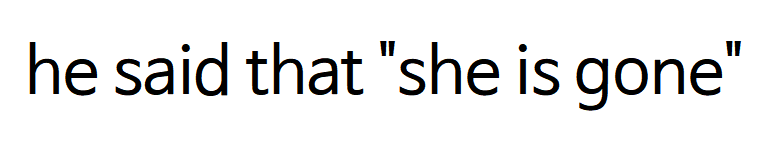 he said that "she is gone"